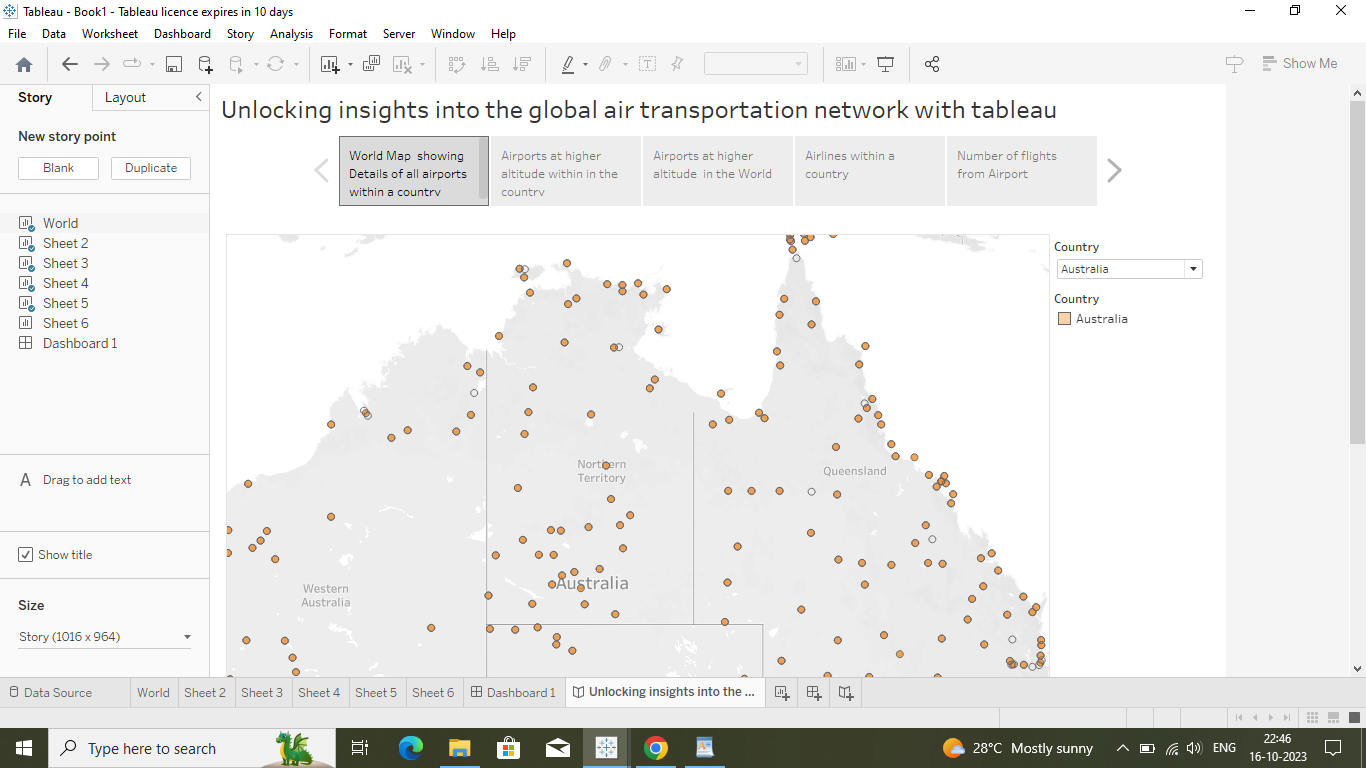 Tableau - Book1 - Tableau licence expires in 10 days
File Data Worksheet Dashboard Story Analysis Format Server Window Help
Show Me
Story Layout
New story point
Blank Duplicate
World
Sheet 2
Sheet 3
Sheet 4
Sheet 5
Sheet 6
Dashboard 1
A Drag to add text
Show title
Size
Story (1016 x 964)
Unlocking insights into the global air transportation network with tableau
World Map showing
Details of all airports
within a country
Airports at higher
altitude within in the
country
Airports at higher
altitude in the World
Airlines within a
country
Number of flights
from Airport
Northern
Territory
Queensland
Western
Australia
Australia
Country
Australia
Country
Australia
Data Source World Sheet 2 Sheet 3 Sheet 4 Sheet 5 Sheet 6 Dashboard 1 Unlocking insights into the ...
Type here to search
28°C Mostly sunny
ENG
22:46
16-10-2023